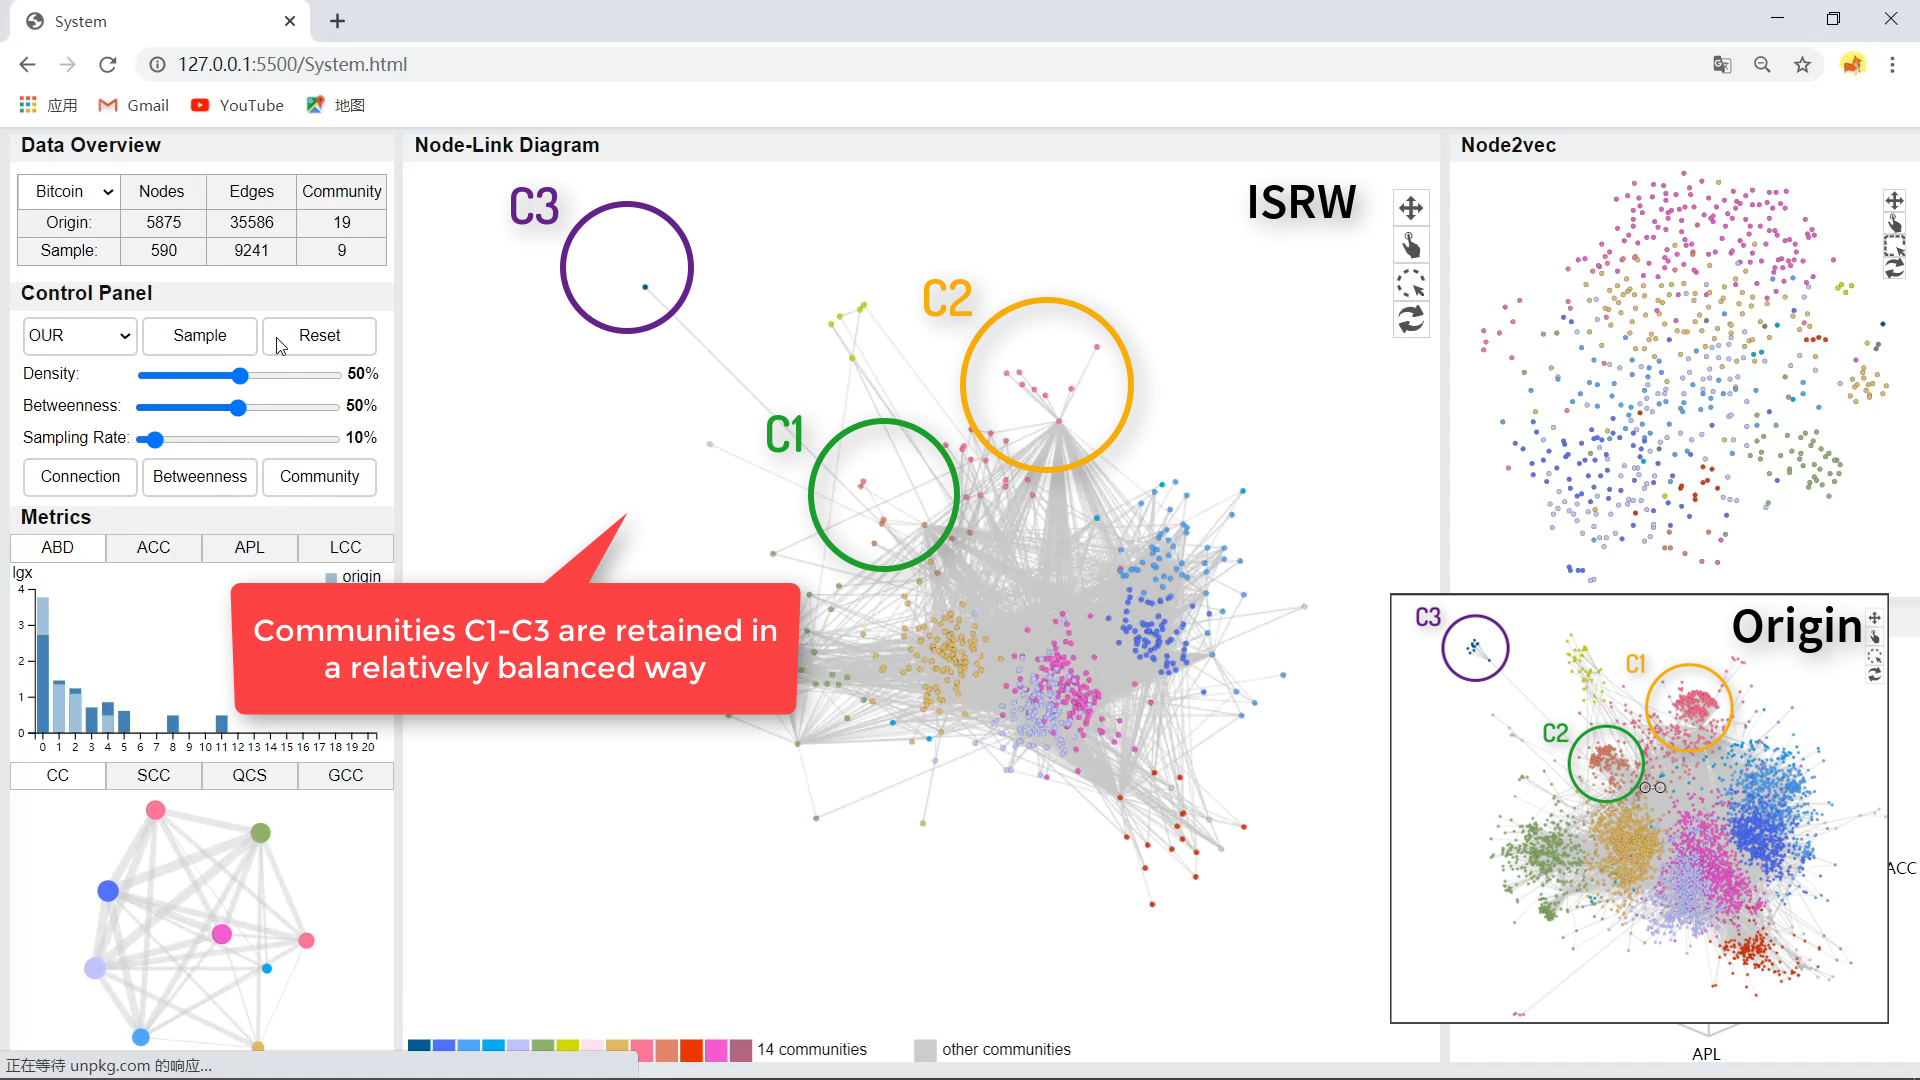 System
127.0.0.1:5500/System.html
应用
Gmail
YouTube
地图
Data Overview
Bitcoin Nodes Edges Community
Origin: 5875 35586 19
Sample: 590 9241 9
Control Panel
OUR Sample Reset
Density: 50%
Betweenness: 50%
Sampling Rate: 10%
Connection Betweenness Community
Metrics
ABD ACC APL LCC
lgx
origin
4
3
2
1
0
0 1 2 3 4 5 6 7 8 9 10 11 12 13 14 15 16 17 18 19 20
CC SCC QCS GCC
正在等待 unpkg.com 的响应...
Node-Link Diagram
C3
ISRW
C2
C1
Communities C1-C3 are retained in
a relatively balanced way
14 communities
other communities
Node2vec
C3
Origin
C1
C2
ACC
APL